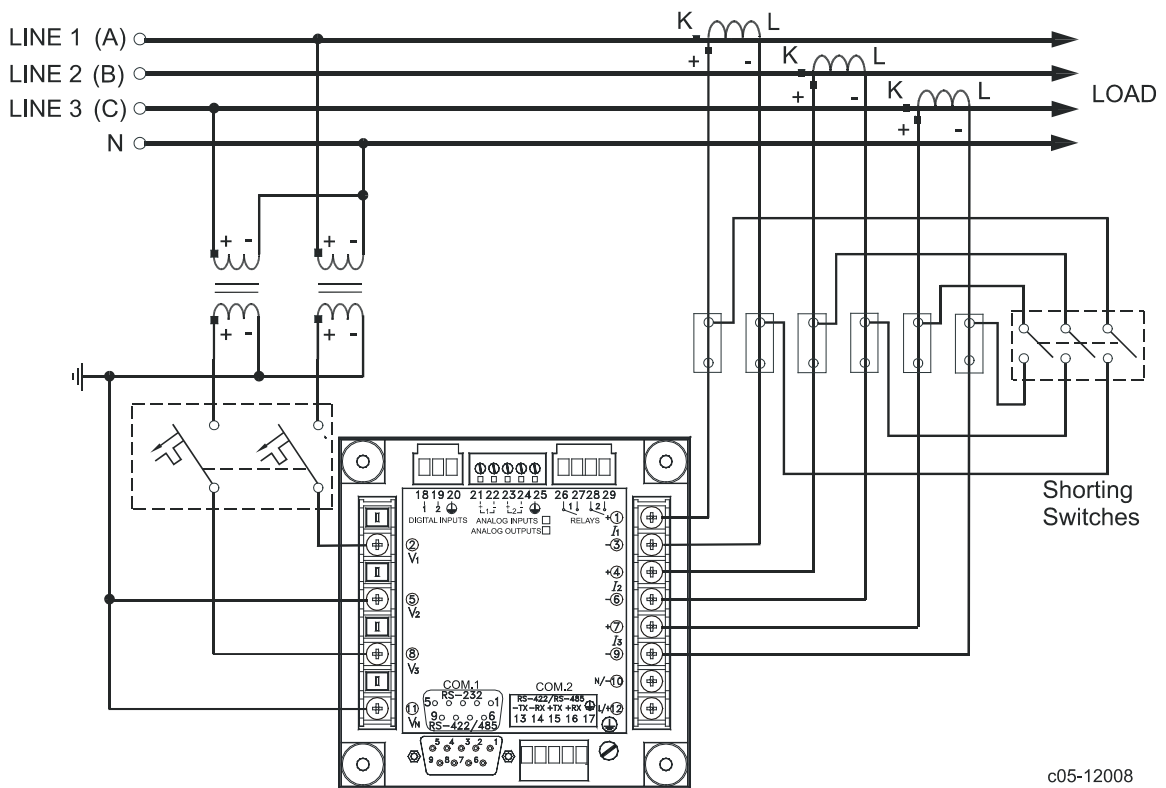 K L
LINE 1 (A)
+ -
K L
LINE 2 (B)
+ -
K L
LINE 3 (C)
LOAD
+ -
N
+ - + -
+ - + -
Shorting
Switches
18 19 20 21 22 23 24 25 26 27 28 29
1 2 1 2 1 2
DIGITAL INPUTS ANALOG INPUTS RELAYS
ANALOG OUTPUTS
+1
I1
-3
2
V1
+4
I2
-6
5
V2
+7
I3
-9
8
V3
N/-10
L/+12
11
VN
COM.1
RS-232
5 1
9 6
RS-422/485
COM.2
RS-422/RS-485
-TX -RX +TX +RX
13 14 15 16 17
5 4 3 2 1
9 8 7 6
c05-12008